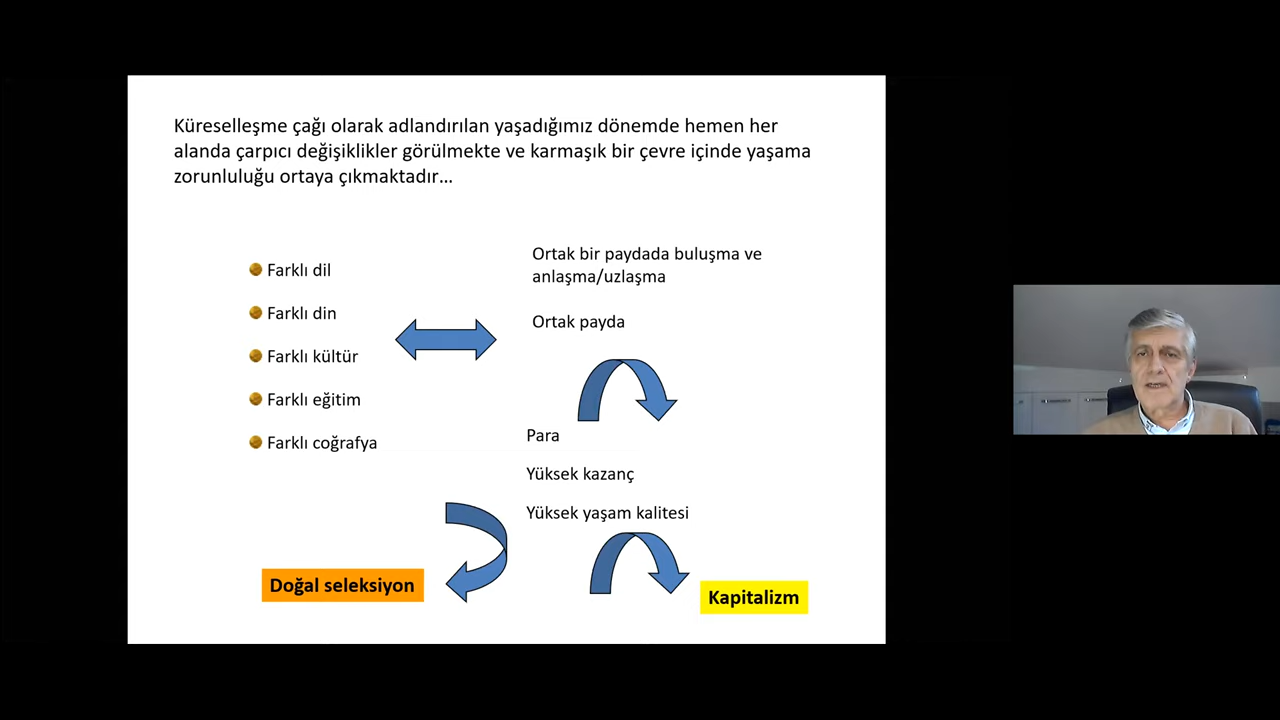 Küreselleşme çağı olarak adlandırılan yaşadığımız dönemde hemen her
alanda çarpıcı değişiklikler görülmekte ve karmaşık bir çevre içinde yaşama
zorunluluğu ortaya çıkmaktadır...
Farklı dil
Farklı din
Farklı kültür
Farklı eğitim
Farklı coğrafya
Ortak bir paydada buluşma ve
anlaşma/uzlaşma
Ortak payda
Para
Yüksek kazanç
Yüksek yaşam kalitesi
Doğal seleksiyon
Kapitalizm